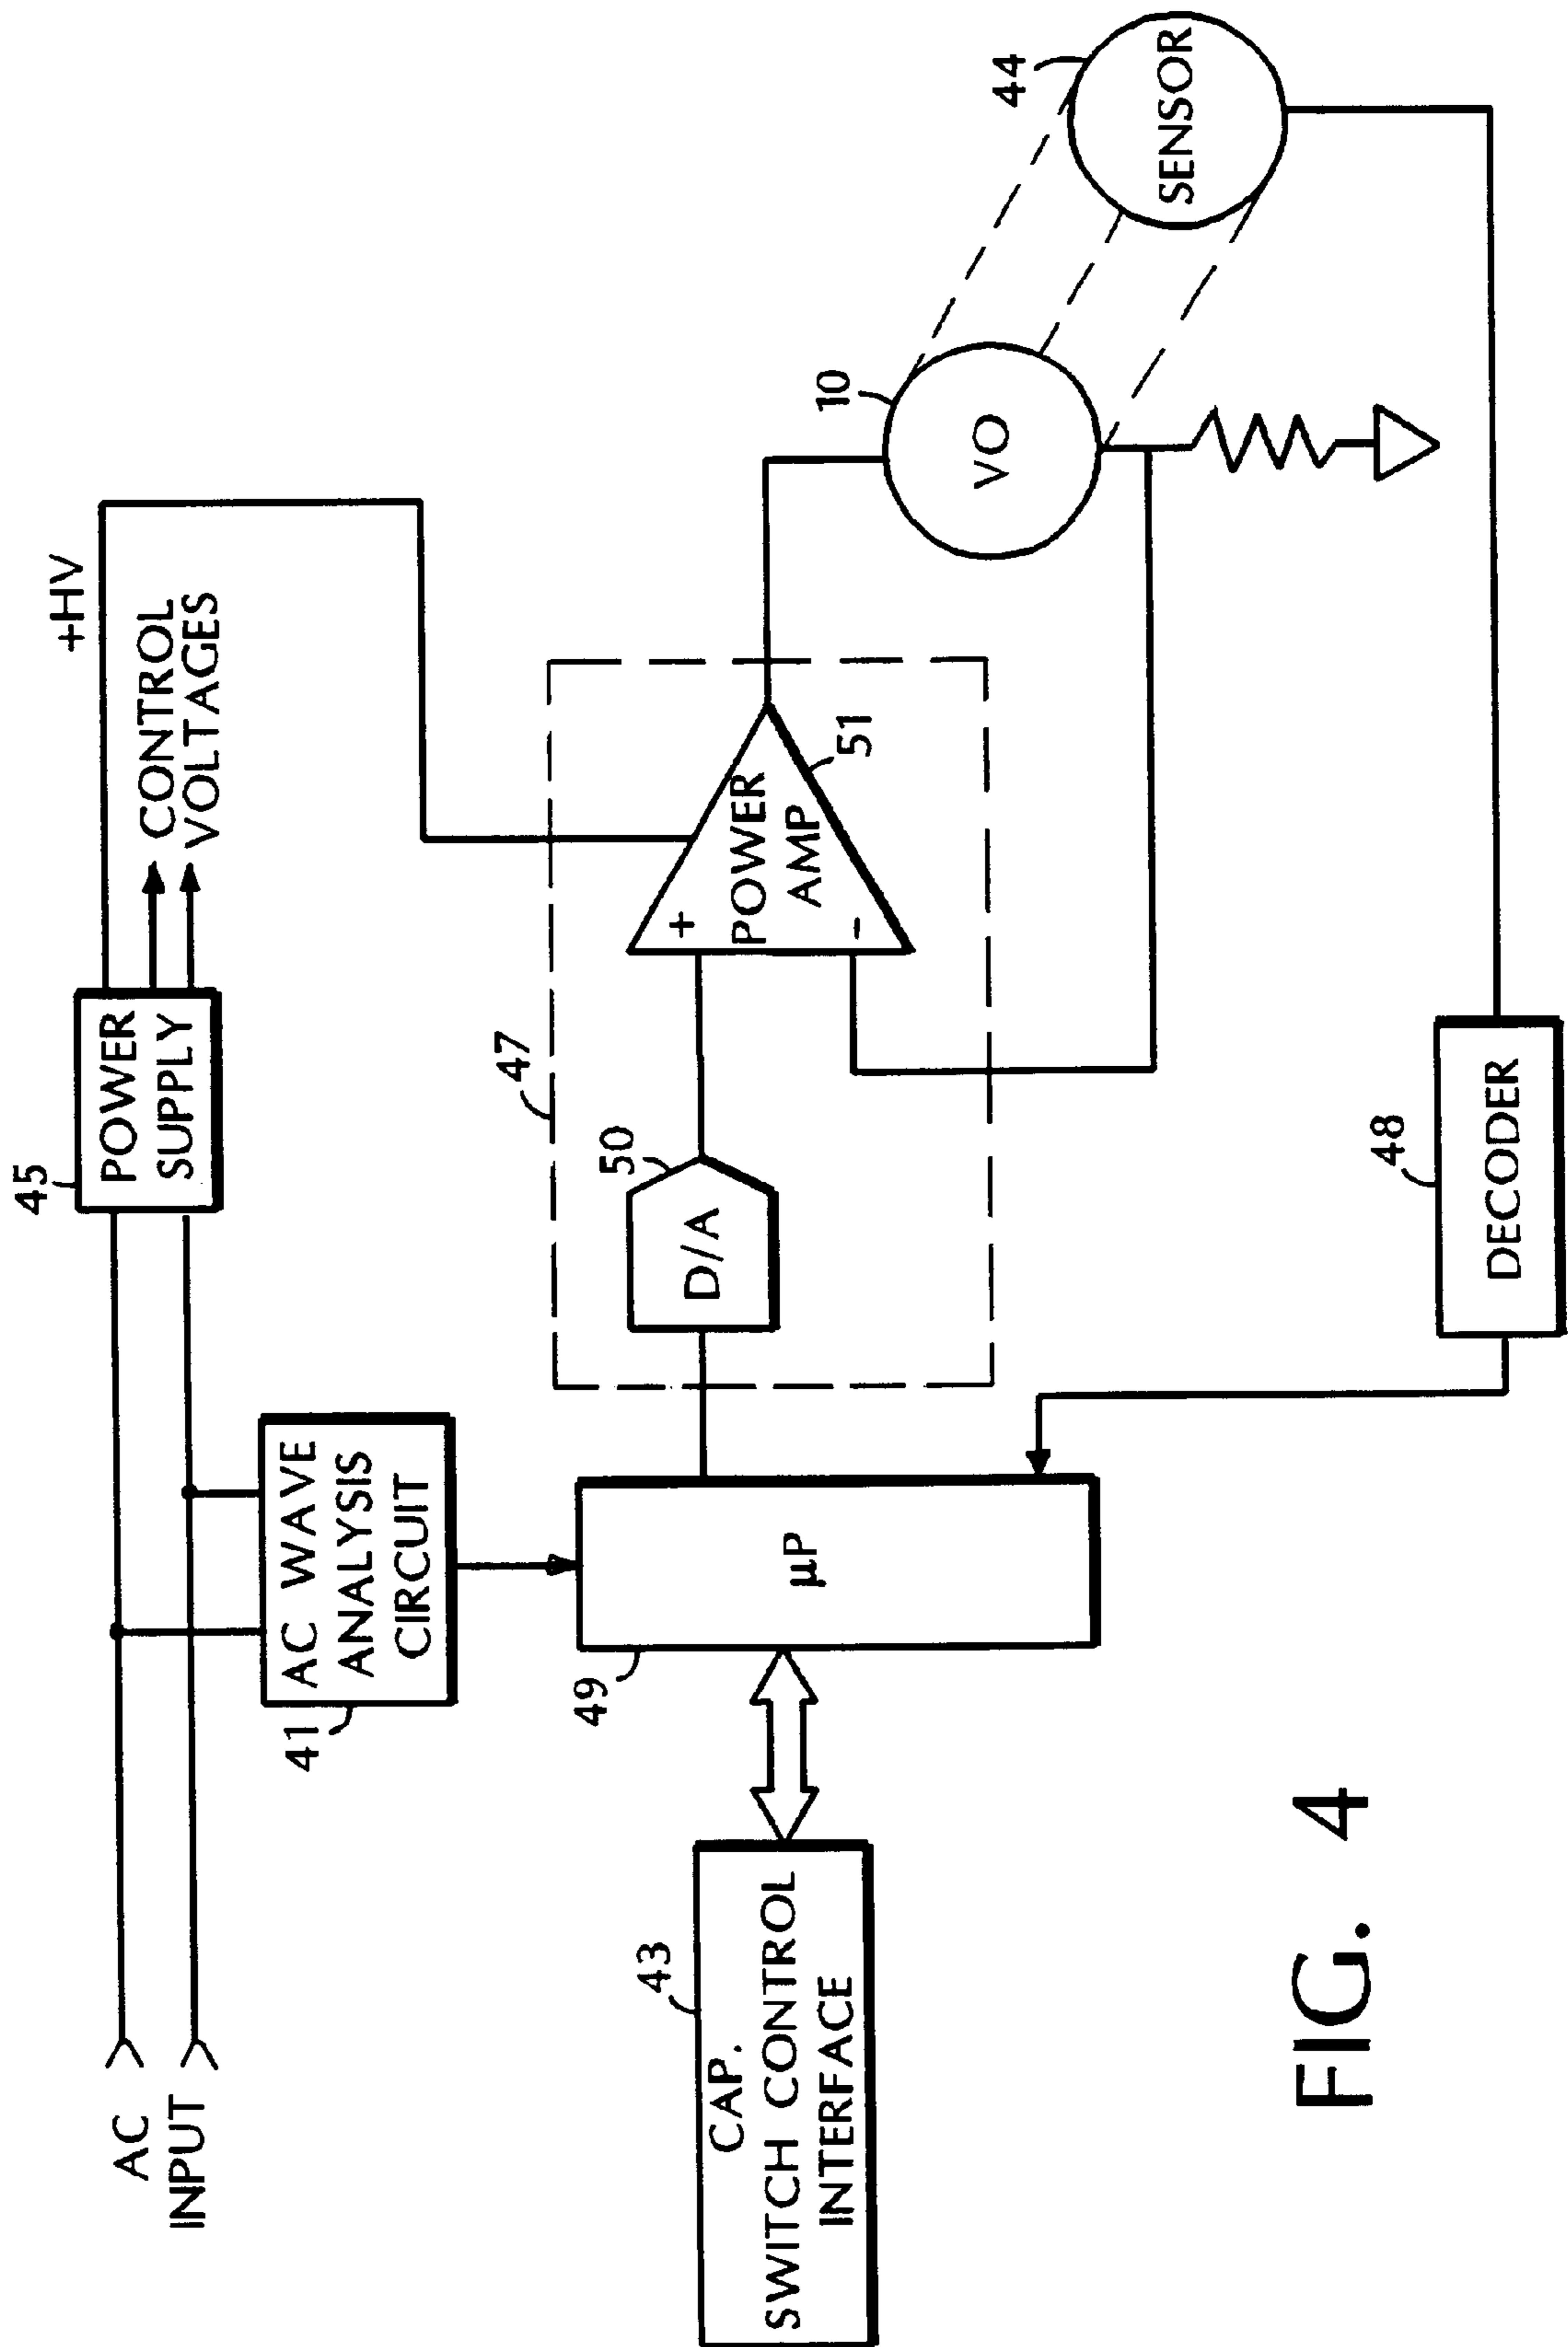 AC
INPUT
45
POWER
SUPPLY
+HV
CONTROL
VOLTAGES
41
AC WAVE
ANALYSIS
CIRCUIT
47
43
CAP.
SWITCH CONTROL
INTERFACE
49
μP
50
D/A
+
POWER
AMP
-
51
10
VO
44
SENSOR
48
DECODER
FIG. 4